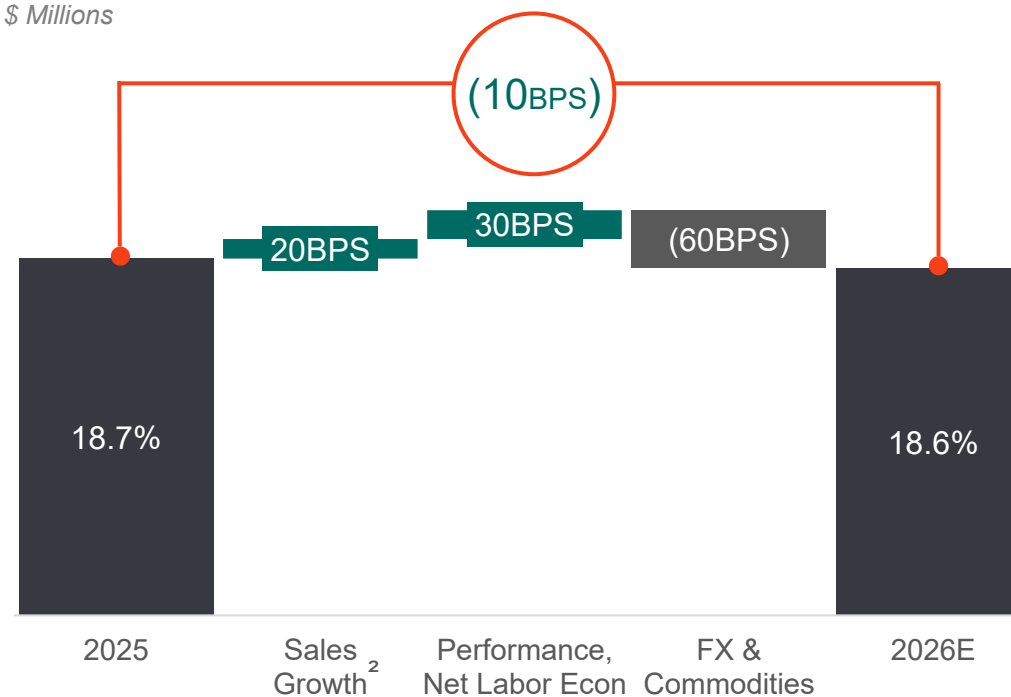 $ Millions
(10BPS)
20BPS
30BPS
(60BPS)
18.7%
18.6%
2025
Sales
Growth²
Performance,
Net Labor Econ
FX &
Commodities
2026E